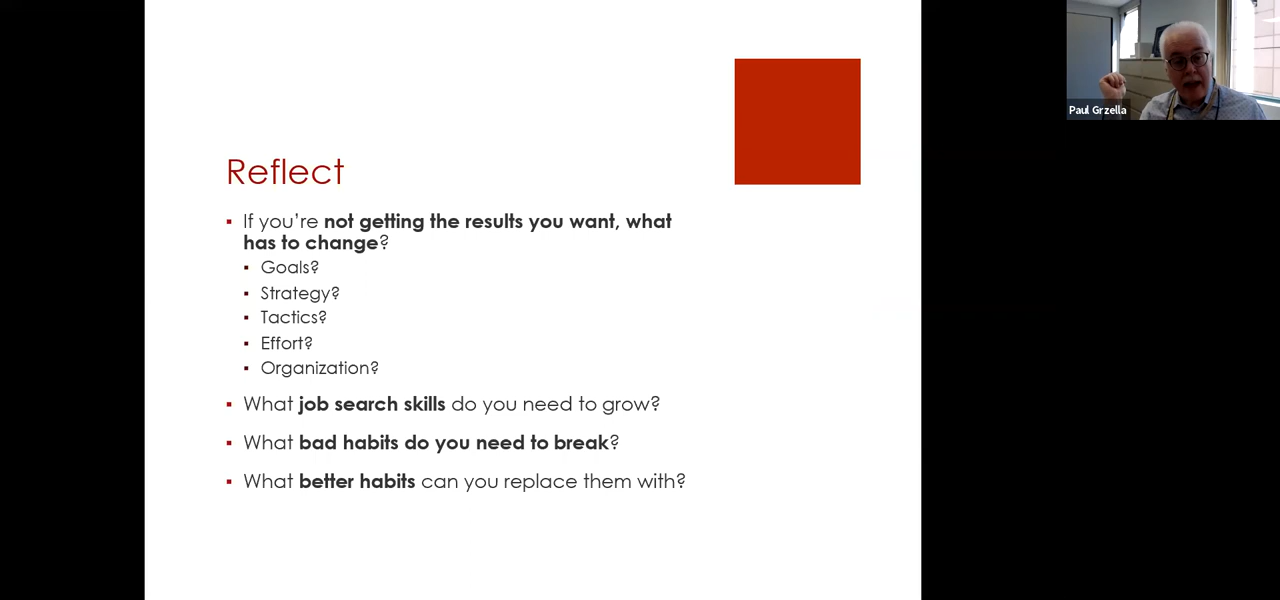 Reflect
If you're not getting the results you want, what
has to change?
Goals?
Strategy?
Tactics?
Effort?
Organization?
What job search skills do you need to grow?
What bad habits do you need to break?
What better habits can you replace them with?
Paul Grzella